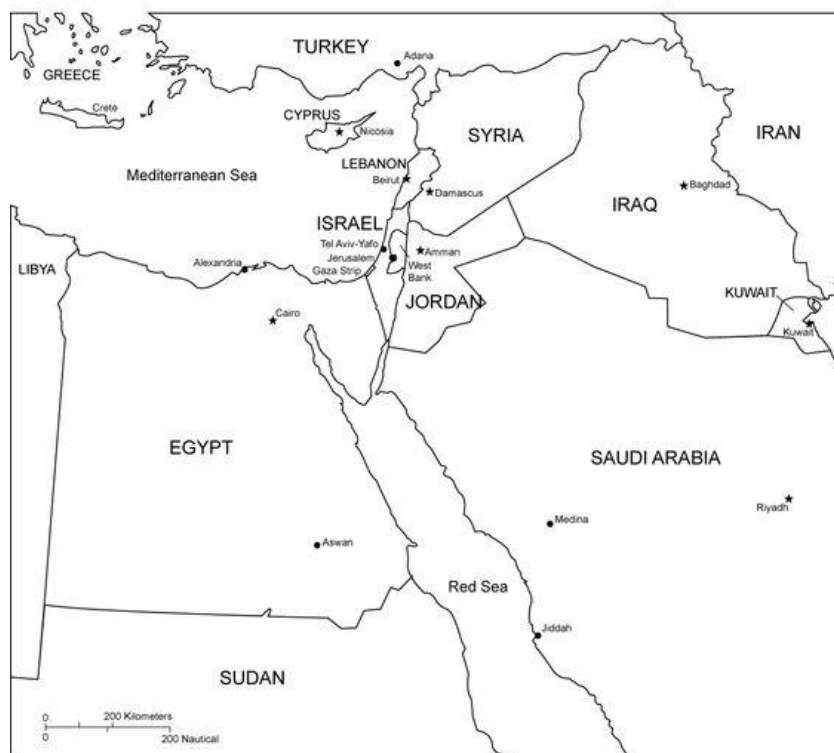 TURKEY
Adana
GREECE
Crete
CYPRUS
Nicosia
SYRIA
IRAN
LEBANON
Beirut
Mediterranean Sea
Damascus
Baghdad
IRAQ
ISRAEL
Tel Aviv-Yafo
Amman
Jerusalem
Alexandria
Gaza Strip
West
Bank
LIBYA
JORDAN
KUWAIT
Cairo
Kuwait
EGYPT
SAUDI ARABIA
Riyadh
Medina
Aswan
Red Sea
Jiddah
SUDAN
0
200 Kilometers
0
200 Nautical